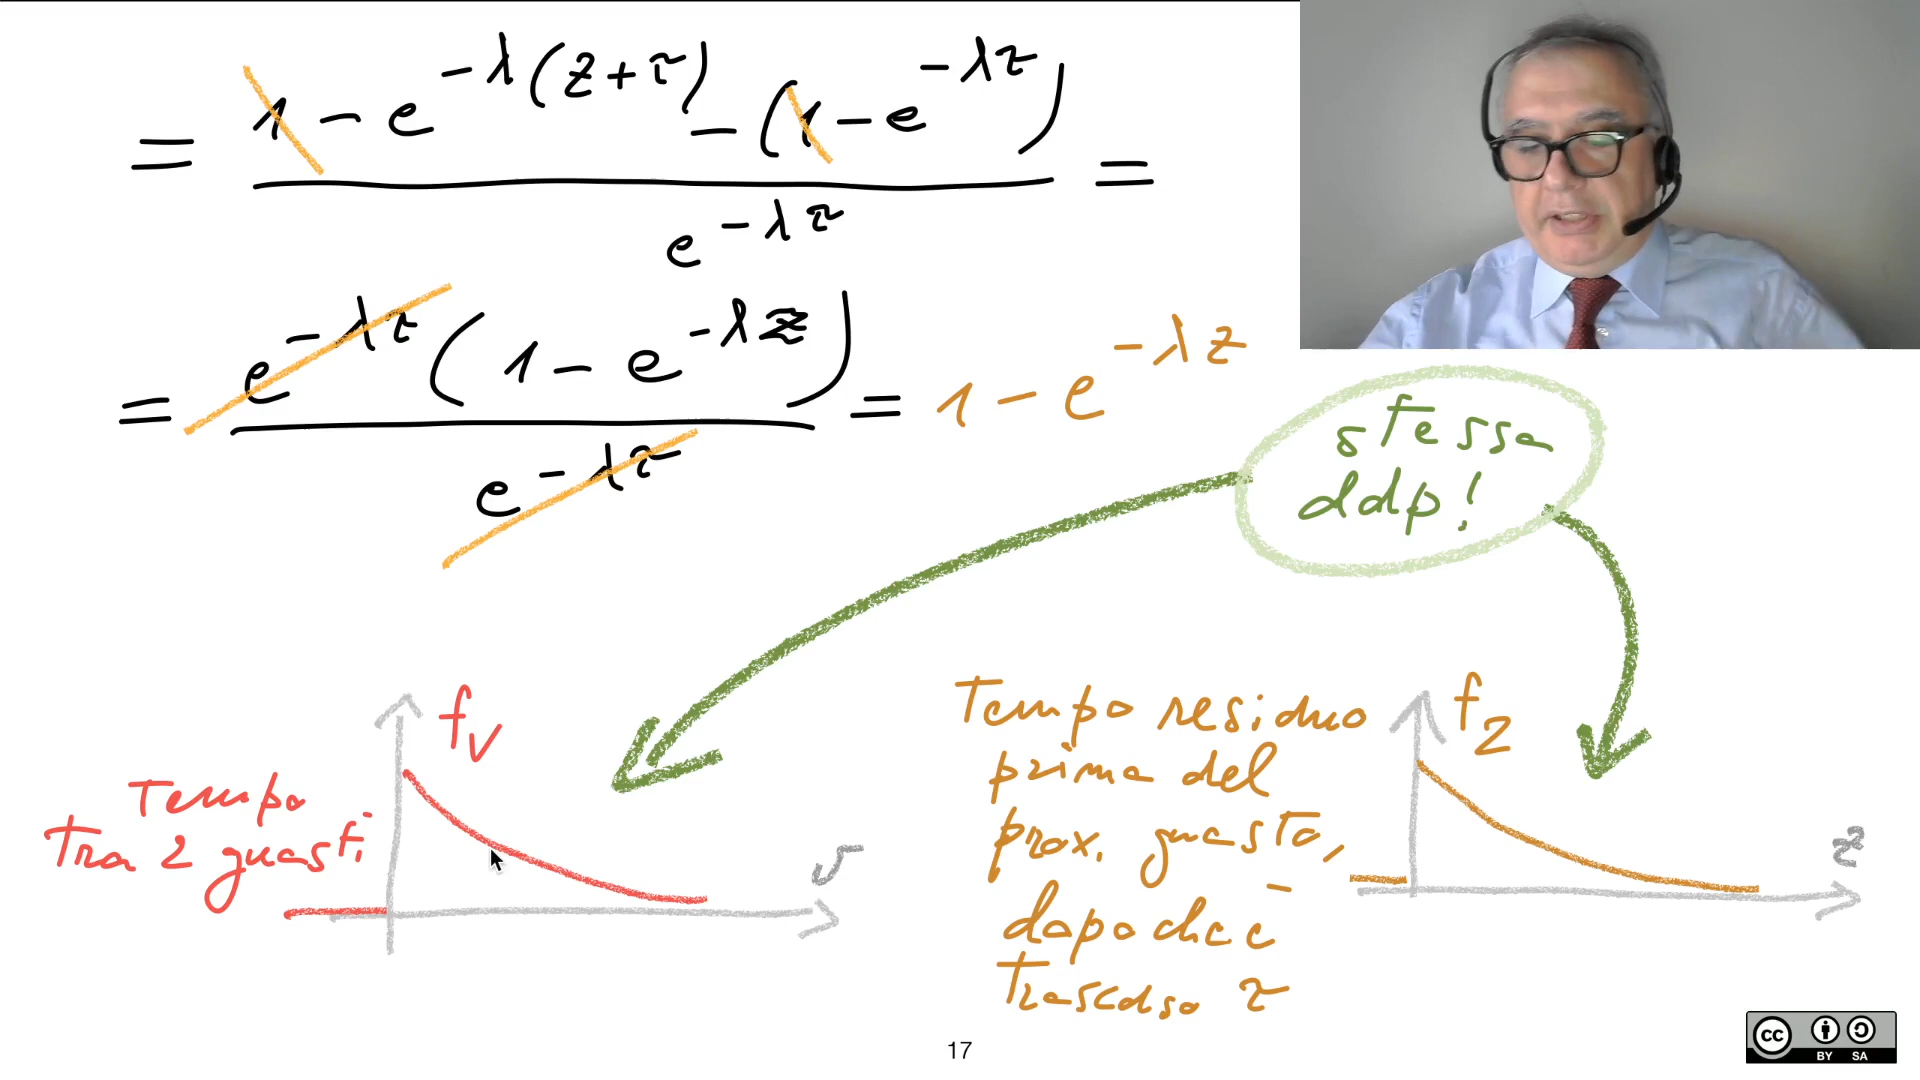 = 1 - e^{-λ(z+τ)} - (1 - e^{-λτ}) =
e^{-λτ}
= e^{-λτ} (1 - e^{-λz}) = 1 - e^{-λz}
e^{-λτ}
stessa
ddp!
f_V
Tempo
Tra 2 guasti
v
Tempo residuo
prima del
prox. guasto,
dopo che è
Trascorso τ
f_Z
z
17
cc
BY SA